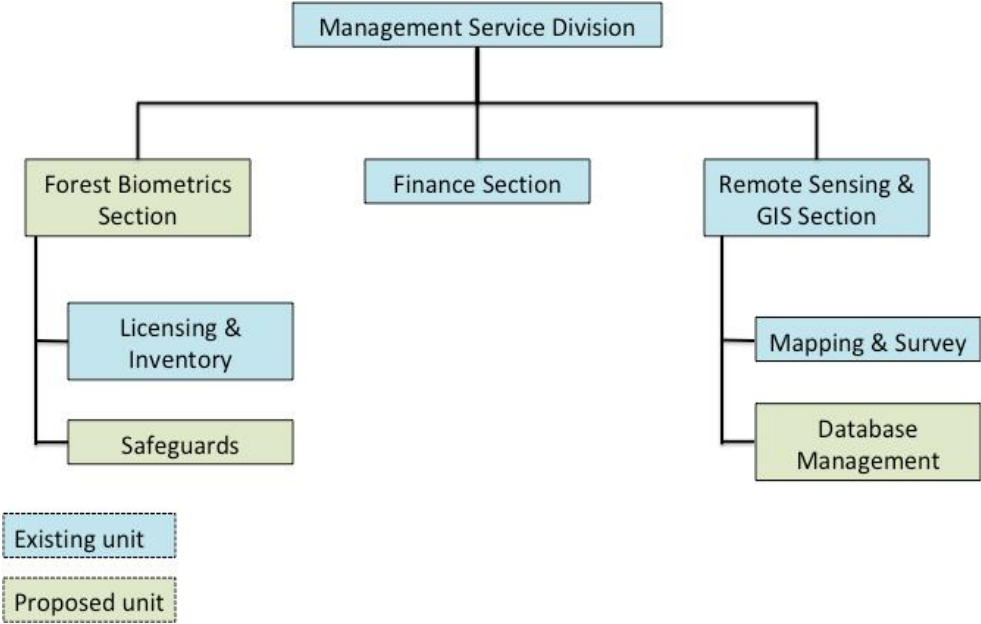 Management Service Division
Forest Biometrics
Section
Finance Section
Remote Sensing &
GIS Section
Licensing &
Inventory
Mapping & Survey
Safeguards
Database
Management
Existing unit
Proposed unit